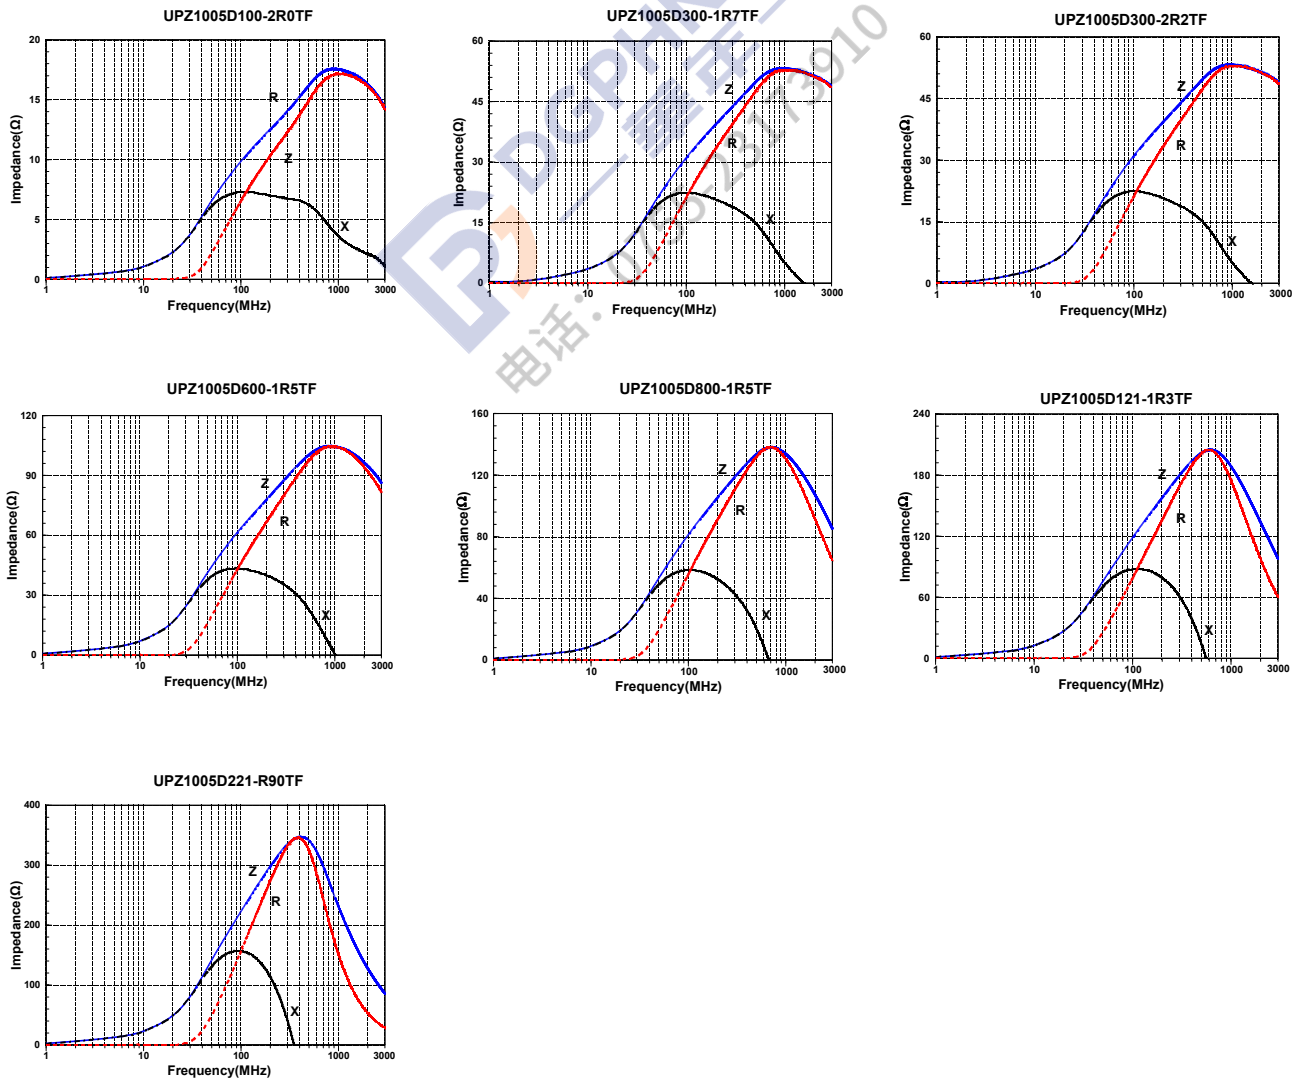 UPZ1005D100-2R0TF
Impedance(Ω)
20
15
10
5
0
R
Z
X
1 10 100 1000 3000
Frequency(MHz)
UPZ1005D300-1R7TF
Impedance(Ω)
60
45
30
15
0
Z
R
X
1 10 100 1000 3000
Frequency(MHz)
UPZ1005D300-2R2TF
Impedance(Ω)
60
45
30
15
0
Z
R
X
1 10 100 1000 3000
Frequency(MHz)
DGPHN
电话：0755-23173910
UPZ1005D600-1R5TF
Impedance(Ω)
120
90
60
30
0
Z
R
X
1 10 100 1000 3000
Frequency(MHz)
UPZ1005D800-1R5TF
Impedance(Ω)
160
120
80
40
0
Z
R
X
1 10 100 1000 3000
Frequency(MHz)
UPZ1005D121-1R3TF
Impedance(Ω)
240
180
120
60
0
Z
R
X
1 10 100 1000 3000
Frequency(MHz)
UPZ1005D221-R90TF
Impedance(Ω)
400
300
200
100
0
Z
R
X
1 10 100 1000 3000
Frequency(MHz)